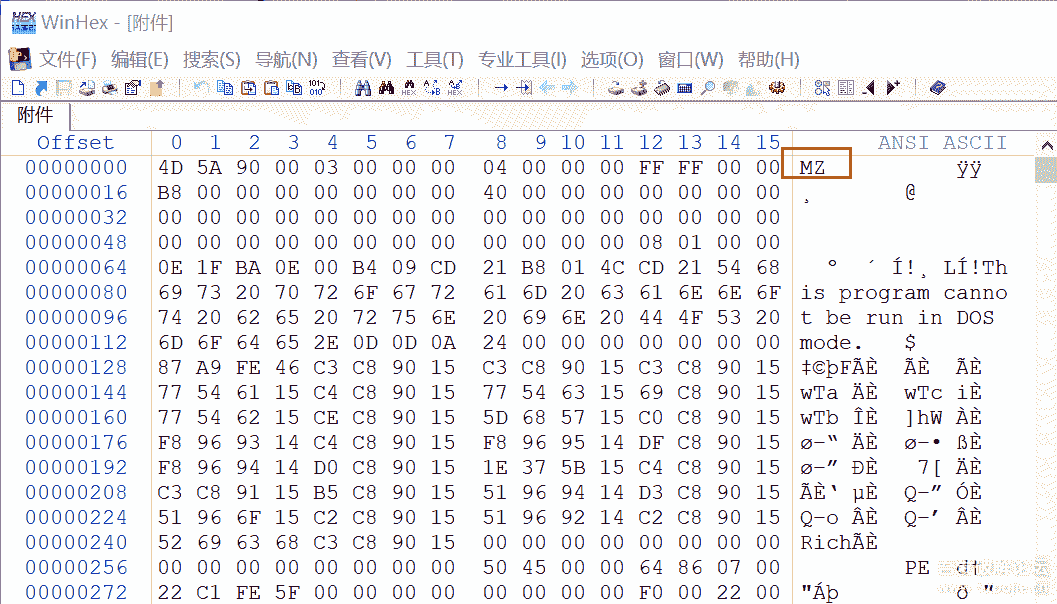 WinHex - [附件]
文件(F) 编辑(E) 搜索(S) 导航(N) 查看(V) 工具(T) 专业工具(I) 选项(O) 窗口(W) 帮助(H)
附件
Offset 0 1 2 3 4 5 6 7 8 9 10 11 12 13 14 15 ANSI ASCII
00000000 4D 5A 90 00 03 00 00 00 04 00 00 00 FF FF 00 00 MZ ÿÿ
00000016 B8 00 00 00 00 00 00 00 40 00 00 00 00 00 00 00 ¸ @
00000032 00 00 00 00 00 00 00 00 00 00 00 00 00 00 00 00
00000048 00 00 00 00 00 00 00 00 00 00 00 00 08 01 00 00
00000064 0E 1F BA 0E 00 B4 09 CD 21 B8 01 4C CD 21 54 68 º ´ Í!¸ LÍ!Th
00000080 69 73 20 70 72 6F 67 72 61 6D 20 63 61 6E 6E 6F is program canno
00000096 74 20 62 65 20 72 75 6E 20 69 6E 20 44 4F 53 20 t be run in DOS
00000112 6D 6F 64 65 2E 0D 0D 0A 24 00 00 00 00 00 00 00 mode. $
00000128 87 A9 FE 46 C3 C8 90 15 C3 C8 90 15 C3 C8 90 15 ‡©þFÃÈ ÃÈ ÃÈ
00000144 77 54 61 15 C4 C8 90 15 77 54 63 15 69 C8 90 15 wTa ÄÈ wTc iÈ
00000160 77 54 62 15 CE C8 90 15 5D 68 57 15 C0 C8 90 15 wTb ÎÈ ]hW ÀÈ
00000176 F8 96 93 14 C4 C8 90 15 F8 96 95 14 DF C8 90 15 ø–“ ÄÈ ø–• ßÈ
00000192 F8 96 94 14 D0 C8 90 15 1E 37 5B 15 C4 C8 90 15 ø–” ÐÈ 7[ ÄÈ
00000208 C3 C8 91 15 B5 C8 90 15 51 96 94 14 D3 C8 90 15 ÃÈ‘ µÈ Q–” ÓÈ
00000224 51 96 6F 15 C2 C8 90 15 51 96 92 14 C2 C8 90 15 Q–o ÂÈ Q–’ ÂÈ
00000240 52 69 63 68 C3 C8 90 15 00 00 00 00 00 00 00 00 RichÃÈ
00000256 00 00 00 00 00 00 00 00 50 45 00 00 64 86 07 00 PE d†
00000272 22 C1 FE 5F 00 00 00 00 00 00 00 00 F0 00 22 00 "Áþ ð "